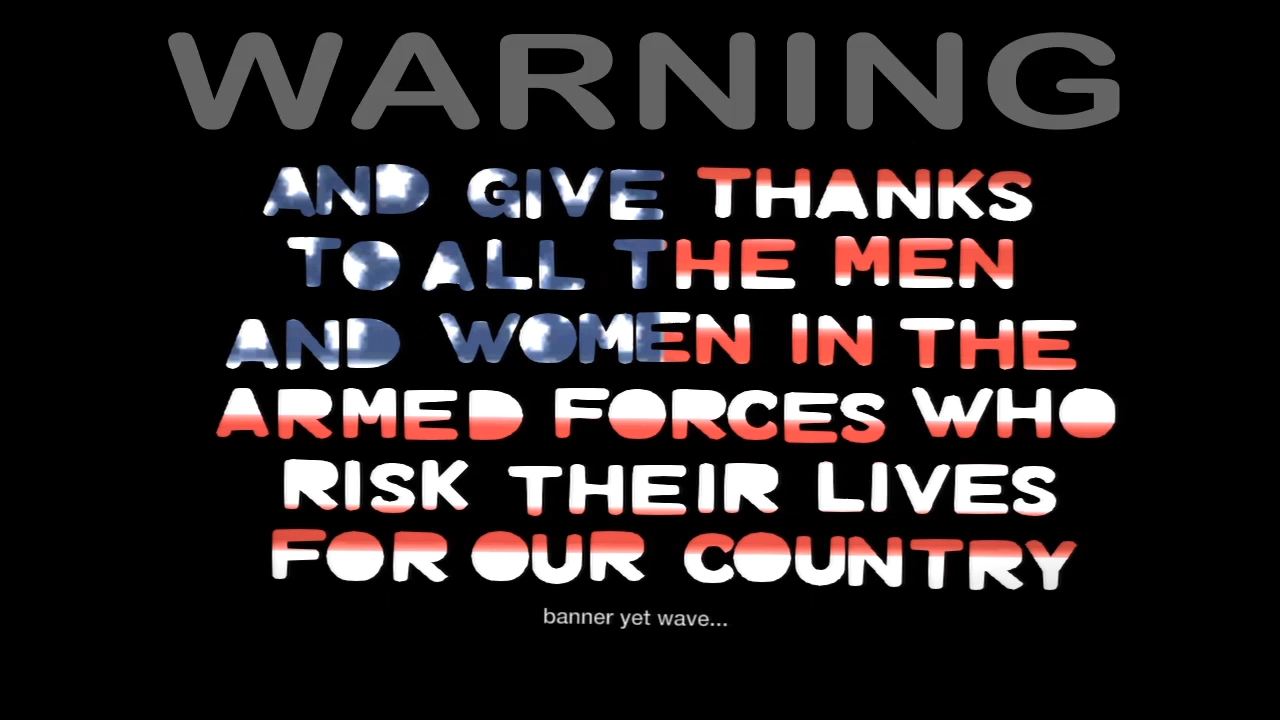 WARNING
AND GIVE THANKS
TO ALL THE MEN
AND WOMEN IN THE
ARMED FORCES WHO
RISK THEIR LIVES
FOR OUR COUNTRY
banner yet wave...